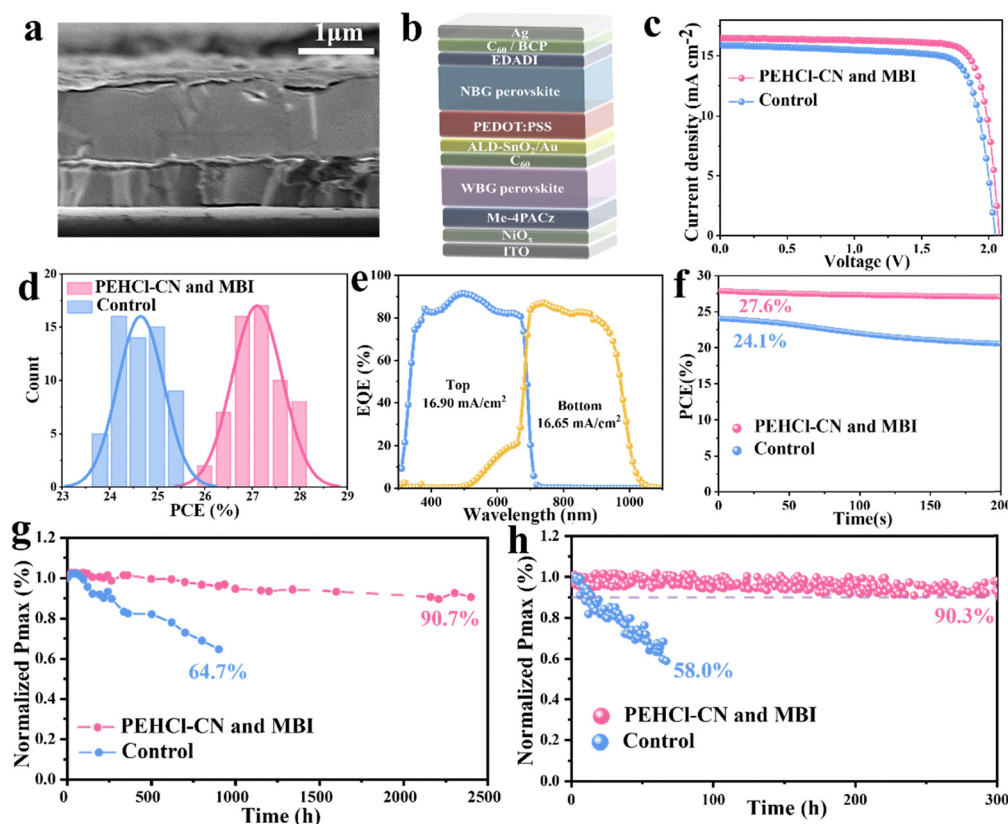 a
1µm
b
Ag
C60 / BCP
EDADI
NBG perovskite
PEDOT:PSS
ALD-SnO2/Au
C60
WBG perovskite
Me-4PACz
NiOx
ITO
c
Current density (mA cm-2)
15
10
5
0
PEHCl-CN and MBI
Control
0.0
0.5
1.0
1.5
2.0
Voltage (V)
d
Count
20
15
10
5
0
PEHCl-CN and MBI
Control
23
24
25
26
27
28
29
PCE (%)
e
EQE (%)
100
80
60
40
20
0
Top
16.90 mA/cm2
Bottom
16.65 mA/cm2
400
600
800
1000
Wavelength (nm)
f
PCE(%)
30
25
20
15
10
5
0
27.6%
24.1%
PEHCl-CN and MBI
Control
0
50
100
150
200
Time(s)
g
Normalized Pmax (%)
1.2
1.0
0.8
0.6
0.4
0.2
0.0
90.7%
64.7%
PEHCl-CN and MBI
Control
0
500
1000
1500
2000
2500
Time (h)
h
Normalized Pmax (%)
1.2
1.0
0.8
0.6
0.4
0.2
0.0
90.3%
58.0%
PEHCl-CN and MBI
Control
0
100
200
300
Time (h)